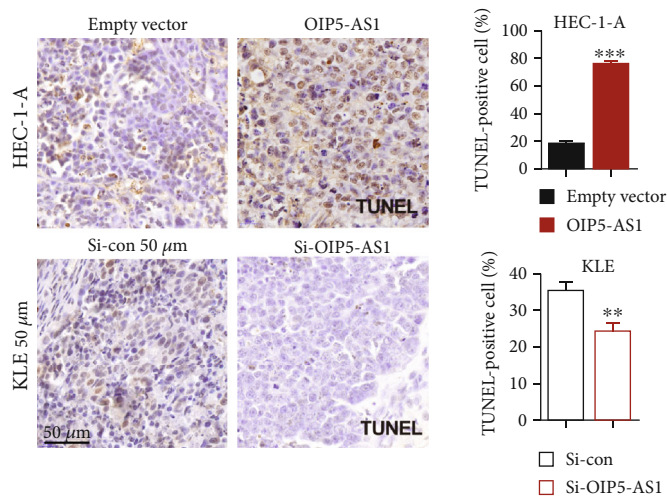 Empty vector
OIP5-AS1
HEC-1-A
TUNEL
Si-con 50 μm
Si-OIP5-AS1
KLE 50 μm
50 μm
TUNEL
HEC-1-A
TUNEL-positive cell (%)
100
80
60
40
20
0
***
Empty vector
OIP5-AS1
KLE
TUNEL-positive cell (%)
40
30
20
10
0
**
Si-con
Si-OIP5-AS1